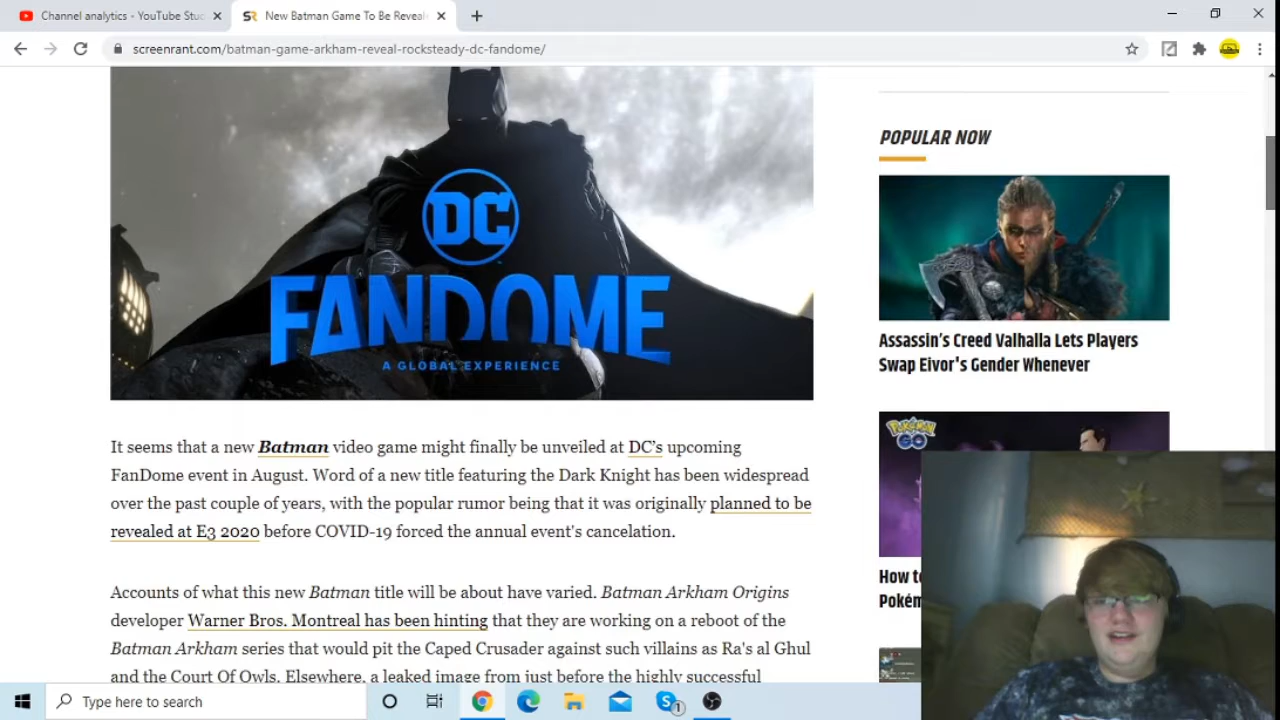 Channel analytics - YouTube Stu
New Batman Game To Be Reveale
screenrant.com/batman-game-arkham-reveal-rocksteady-dc-fandome/
DC
FANDOME
A GLOBAL EXPERIENCE
It seems that a new Batman video game might finally be unveiled at DC's upcoming
FanDome event in August. Word of a new title featuring the Dark Knight has been widespread
over the past couple of years, with the popular rumor being that it was originally planned to be
revealed at E3 2020 before COVID-19 forced the annual event's cancelation.
Accounts of what this new Batman title will be about have varied. Batman Arkham Origins
developer Warner Bros. Montreal has been hinting that they are working on a reboot of the
Batman Arkham series that would pit the Caped Crusader against such villains as Ra's al Ghul
and the Court Of Owls. Elsewhere, a leaked image from just before the highly successful
POPULAR NOW
Assassin's Creed Valhalla Lets Players
Swap Eivor's Gender Whenever
POKÉMON
GO
How to
Pokém
Type here to search
1